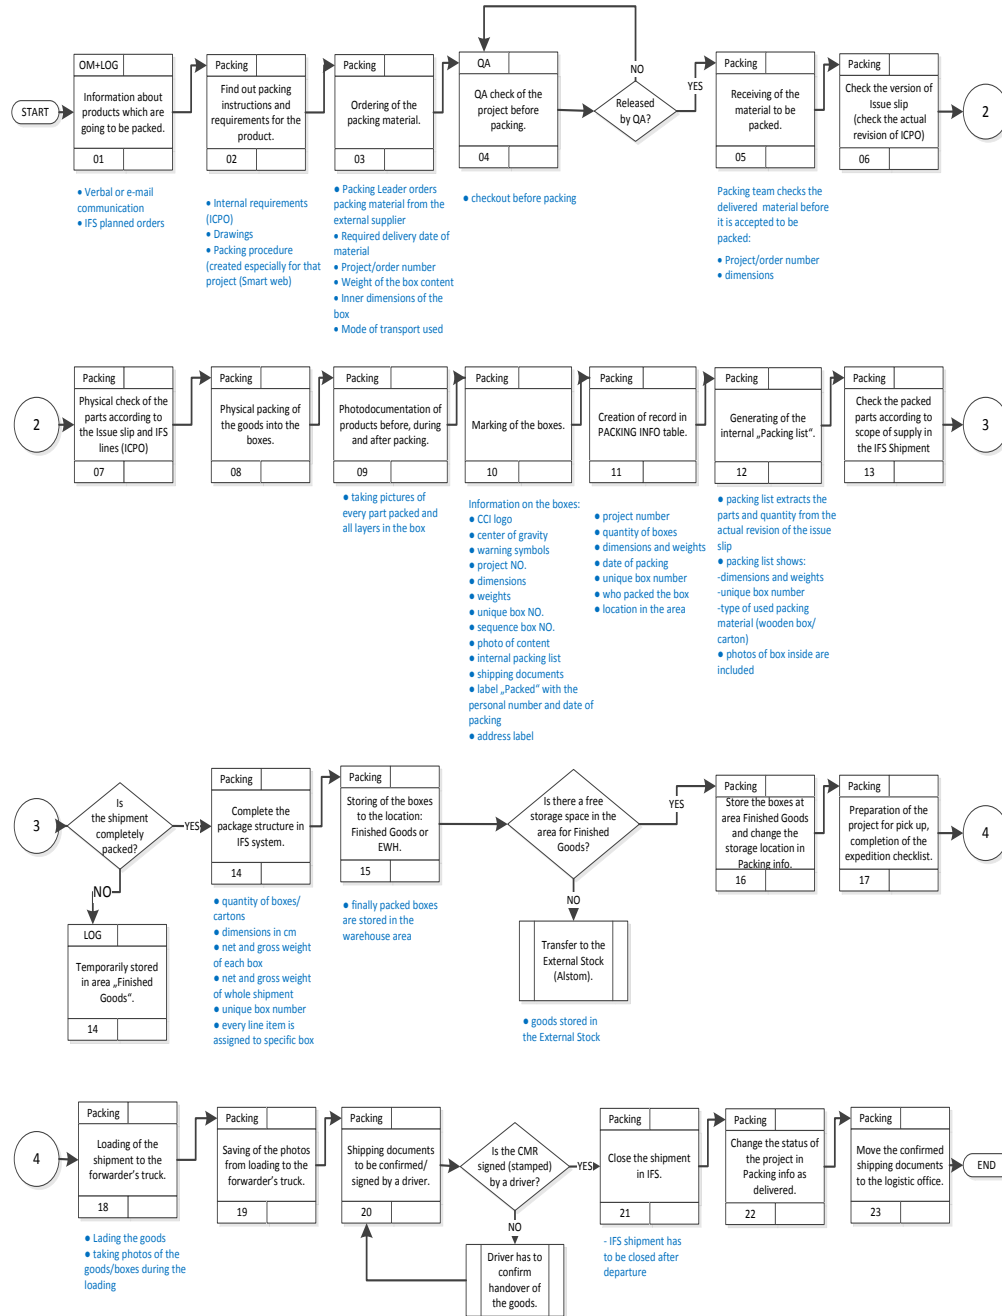 START
OM+LOG
Information about
products which are
going to be packed.
01
• Verbal or e-mail
communication
• IFS planned orders
Packing
Find out packing
instructions and
requirements for the
product.
02
• Internal requirements
(ICPO)
• Drawings
• Packing procedure
(created especially for that
project (Smart web)
Packing
Ordering of the
packing material.
03
• Packing Leader orders
packing material from the
external supplier
• Required delivery date of
material
• Project/order number
• Weight of the box content
• Inner dimensions of the
box
• Mode of transport used
QA
QA check of the
project before
packing.
04
• checkout before packing
NO
Released
by QA?
YES
Packing
Receiving of the
material to be
packed.
05
Packing team checks the
delivered material before
it is accepted to be
packed:
• Project/order number
• dimensions
Packing
Check the version of
Issue slip
(check the actual
revision of ICPO)
06
2
2
Packing
Physical check of the
parts according to
the Issue slip and IFS
lines (ICPO)
07
Packing
Physical packing of
the goods into the
boxes.
08
Packing
Photodocumentation of
products before, during
and after packing.
09
• taking pictures of
every part packed and
all layers in the box
Packing
Marking of the boxes.
10
Information on the boxes:
• CCI logo
• center of gravity
• warning symbols
• project NO.
• dimensions
• weights
• unique box NO.
• sequence box NO.
• photo of content
• internal packing list
• shipping documents
• label „Packed“ with the
personal number and date of
packing
• address label
Packing
Creation of record in
PACKING INFO table.
11
• project number
• quantity of boxes
• dimensions and weights
• date of packing
• unique box number
• who packed the box
• location in the area
Packing
Generating of the
internal „Packing list“.
12
• packing list extracts the
parts and quantity from the
actual revision of the issue
slip
• packing list shows:
-dimensions and weights
-unique box number
-type of used packing
material (wooden box/
carton)
• photos of box inside are
included
Packing
Check the packed
parts according to
scope of supply in
the IFS Shipment
13
3
3
Is
the shipment
completely
packed?
YES
NO
LOG
Temporarily stored
in area „Finished
Goods“.
14
Packing
Complete the
package structure in
IFS system.
14
• quantity of boxes/
cartons
• dimensions in cm
• net and gross weight
of each box
• net and gross weight
of whole shipment
• unique box number
• every line item is
assigned to specific box
Packing
Storing of the boxes
to the location:
Finished Goods or
EWH.
15
• finally packed boxes
are stored in the
warehouse area
Is there a free
storage space in the
area for Finished
Goods?
YES
NO
Transfer to the
External Stock
(Alstom).
• goods stored in
the External Stock
Packing
Store the boxes at
area Finished Goods
and change the
storage location in
Packing info.
16
Packing
Preparation of the
project for pick up,
completion of the
expedition checklist.
17
4
4
Packing
Loading of the
shipment to the
forwarder's truck.
18
• Lading the goods
• taking photos of the
goods/boxes during the
loading
Packing
Saving of the photos
from loading to the
forwarder's truck.
19
Packing
Shipping documents
to be confirmed/
signed by a driver.
20
Is the CMR
signed (stamped)
by a driver?
YES
NO
Driver has to
confirm
handover of
the goods.
Packing
Close the shipment
in IFS.
21
- IFS shipment has
to be closed after
departure
Packing
Change the status of
the project in
Packing info as
delivered.
22
Packing
Move the confirmed
shipping documents
to the logistic office.
23
END